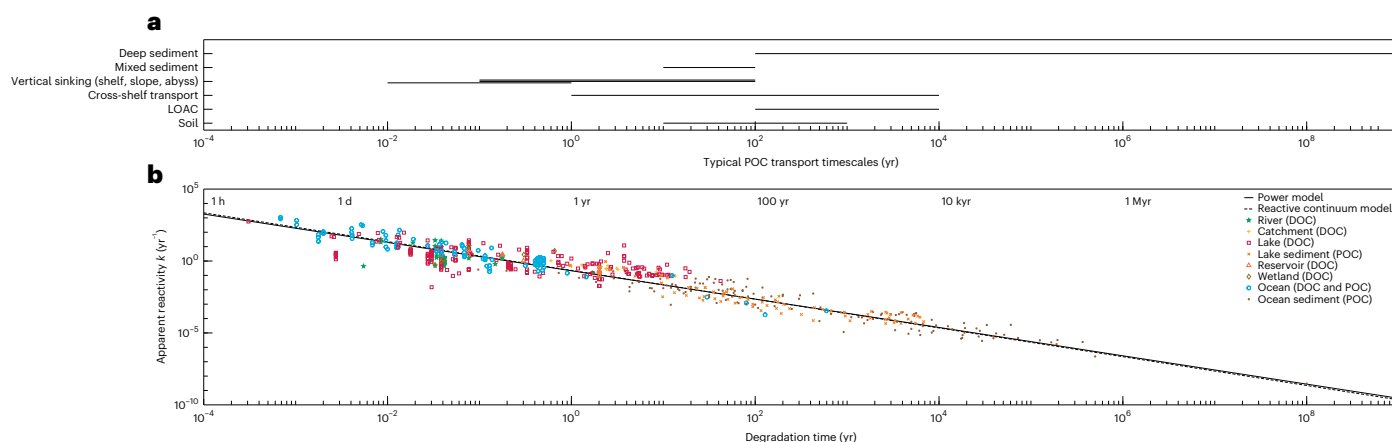 a
Deep sediment
Mixed sediment
Vertical sinking (shelf, slope, abyss)
Cross-shelf transport
LOAC
Soil
10⁻⁴ 10⁻² 10⁰ 10² 10⁴ 10⁶ 10⁸
Typical POC transport timescales (yr)
b
10⁵
10⁰
10⁻⁵
10⁻¹⁰
Apparent reactivity k (yr⁻¹)
1 h 1 d 1 yr 100 yr 10 kyr 1 Myr
Power model
Reactive continuum model
River (DOC)
Catchment (DOC)
Lake (DOC)
Lake sediment (POC)
Reservoir (DOC)
Wetland (DOC)
Ocean (DOC and POC)
Ocean sediment (POC)
10⁻⁴ 10⁻² 10⁰ 10² 10⁴ 10⁶ 10⁸
Degradation time (yr)